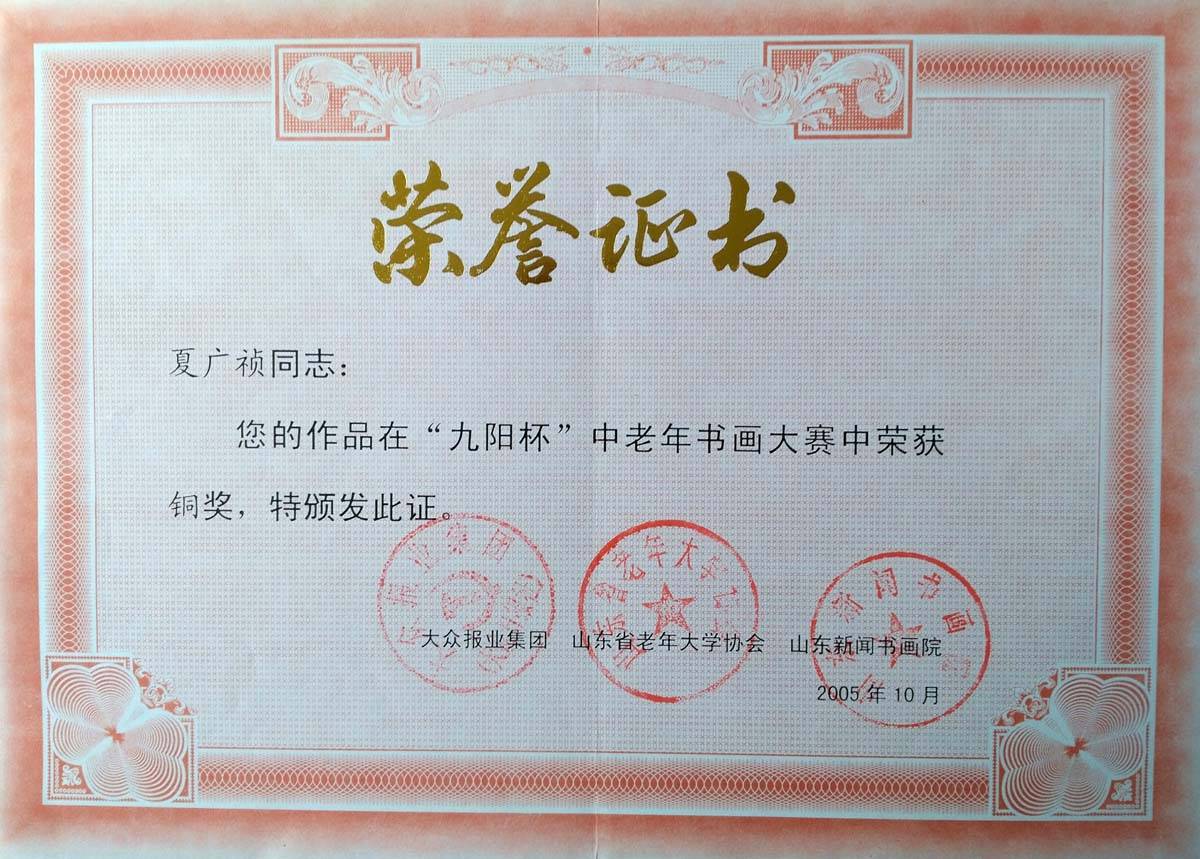 荣誉证书
夏广祯同志：
您的作品在“九阳杯”中老年书画大赛中荣获
铜奖，特颁发此证。
大众报业集团 山东省老年大学协会 山东新闻书画院
2005年10月